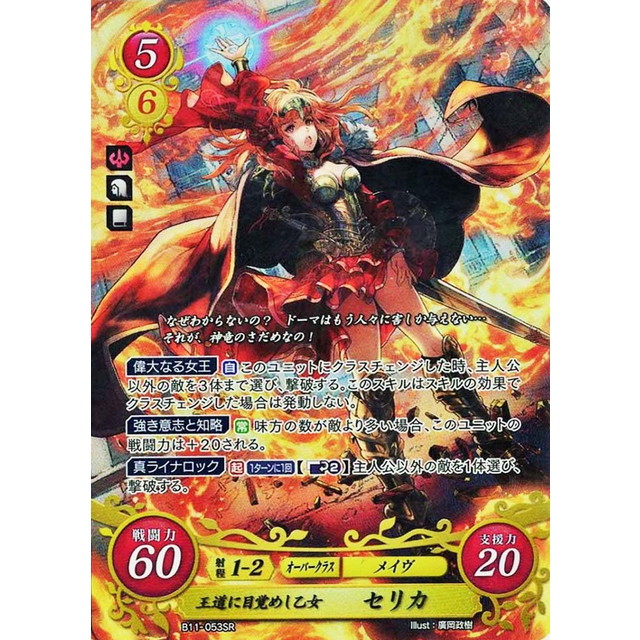 5
6
なぜわからないの? ドーマはもう人々に害しか与えない…
それが、神竜のさだめなの!
偉大なる女王 自 このユニットにクラスチェンジした時、主人公
以外の敵を3体まで選び、撃破する。このスキルはスキルの効果で
クラスチェンジした場合は発動しない。
強き意志と知略 常 味方の数が敵より多い場合、このユニットの
戦闘力は+20される。
真ライナロック 起 1ターンに1回 【2】主人公以外の敵を1体選び、
撃破する。
戦闘力
60
射程 1-2 オーバークラス メイヴ
支援力
20
王道に目覚めし乙女 セリカ
B11-053SR Illust:廣岡政樹